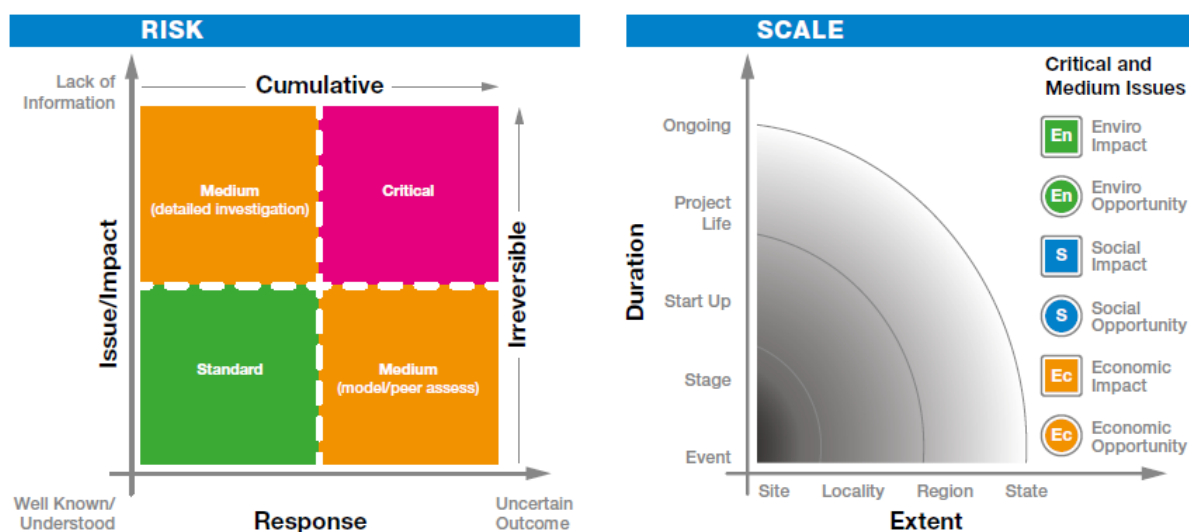 RISK
Lack of
Information
Cumulative
Medium
(detailed investigation)
Critical
Issue/Impact
Irreversible
Standard
Medium
(model/peer assess)
Well Known/
Understood
Response
Uncertain
Outcome
SCALE
Critical and
Medium Issues
Ongoing
Project
Life
Duration
Start Up
Stage
Event
Site
Locality
Region
State
Extent
En
Enviro
Impact
En
Enviro
Opportunity
S
Social
Impact
S
Social
Opportunity
Ec
Economic
Impact
Ec
Economic
Opportunity